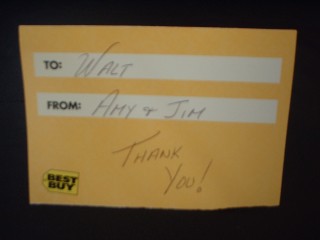 TO: WALT
FROM: AMY & JIM
THANK
YOU!
BEST
BUY